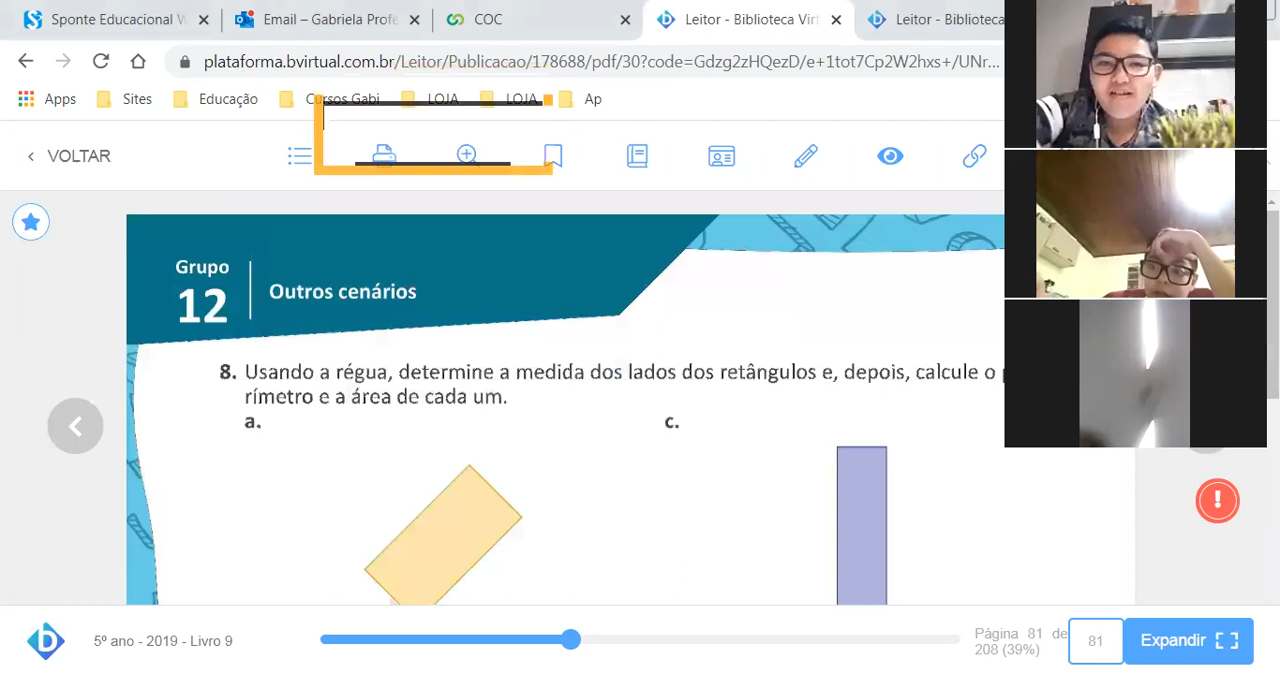 Sponte Educacional W
Email – Gabriela Profe
COC
Leitor - Biblioteca Virt
Leitor - Biblioteca
plataforma.bvirtual.com.br/Leitor/Publicacao/178688/pdf/30?code=Gdzg2zHQezD/e+1tot7Cp2W2hxs+/UNr...
Apps
Sites
Educação
Cursos Gabi
LOJA
LOJA
Ap
VOLTAR
Grupo
12
Outros cenários
8. Usando a régua, determine a medida dos lados dos retângulos e, depois, calcule o
rímetro e a área de cada um.
a.
c.
5º ano - 2019 - Livro 9
Página 81 de
208 (39%)
81
Expandir